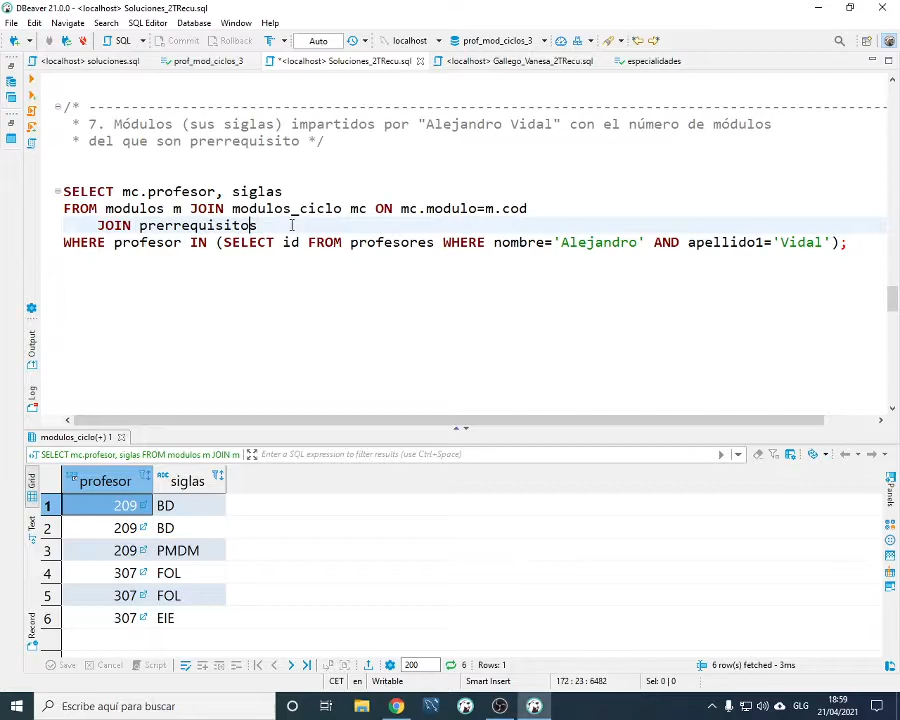 DBeaver 21.0.0 - <localhost> Soluciones_2TRecu.sql
File Edit Navigate Search SQL Editor Database Window Help
SQL Commit Rollback Auto localhost prof_mod_ciclos_3
<localhost> soluciones.sql prof_mod_ciclos_3 *<localhost> Soluciones_2TRecu.sql <localhost> Gallego_Vanesa_2TRecu.sql especialidades
/* ------------------------------------------------------------------------------------------------
* 7. Módulos (sus siglas) impartidos por "Alejandro Vidal" con el número de módulos
* del que son prerrequisito */
SELECT mc.profesor, siglas
FROM modulos m JOIN modulos_ciclo mc ON mc.modulo=m.cod
JOIN prerrequisitos
WHERE profesor IN (SELECT id FROM profesores WHERE nombre='Alejandro' AND apellido1='Vidal');
Output
Log
modulos_ciclo(+) 1
SELECT mc.profesor, siglas FROM modulos m JOIN m Enter a SQL expression to filter results (use Ctrl+Space)
Grid
Text
Record
Panels
profesor siglas
1 209 BD
2 209 BD
3 209 PMDM
4 307 FOL
5 307 FOL
6 307 EIE
Save Cancel Script 200 6 Rows: 1 6 row(s) fetched - 3ms
CET en Writable Smart Insert 172 : 23 : 6482 Sel: 0 | 0
Escribe aquí para buscar GLG 18:59
21/04/2021